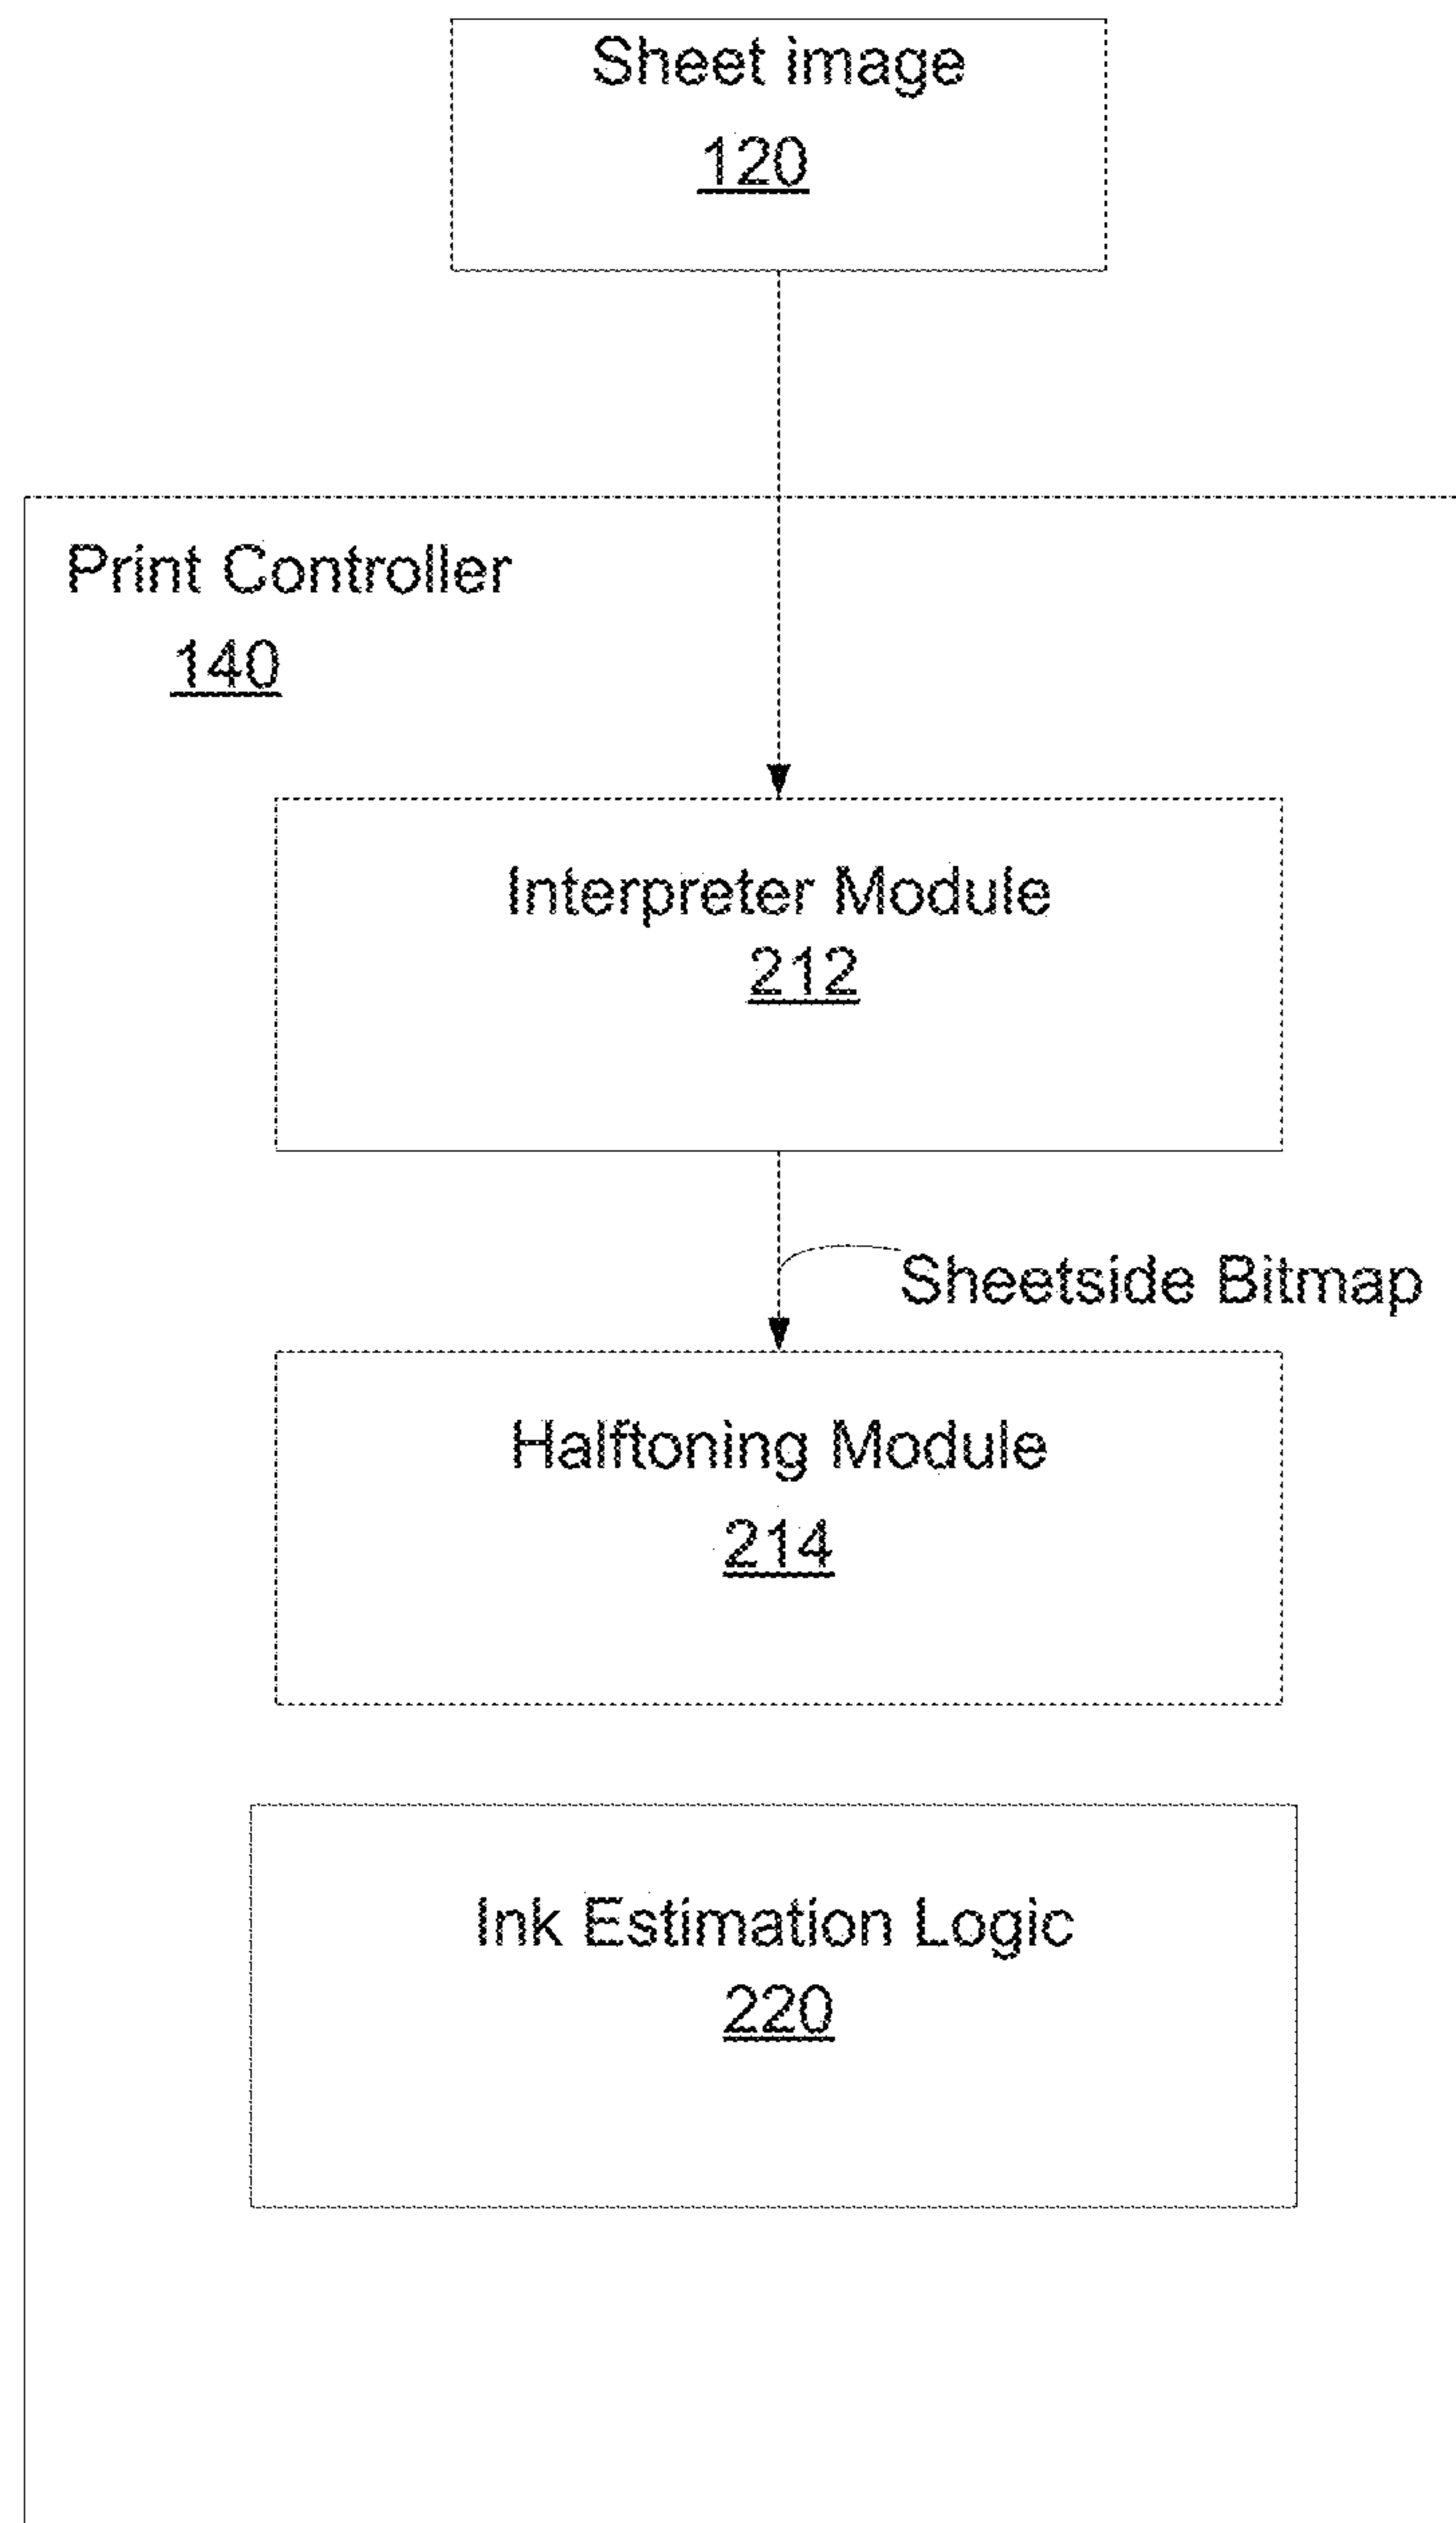 Sheet image
120
Print Controller
140
Interpreter Module
212
Sheetside Bitmap
Halftoning Module
214
Ink Estimation Logic
220